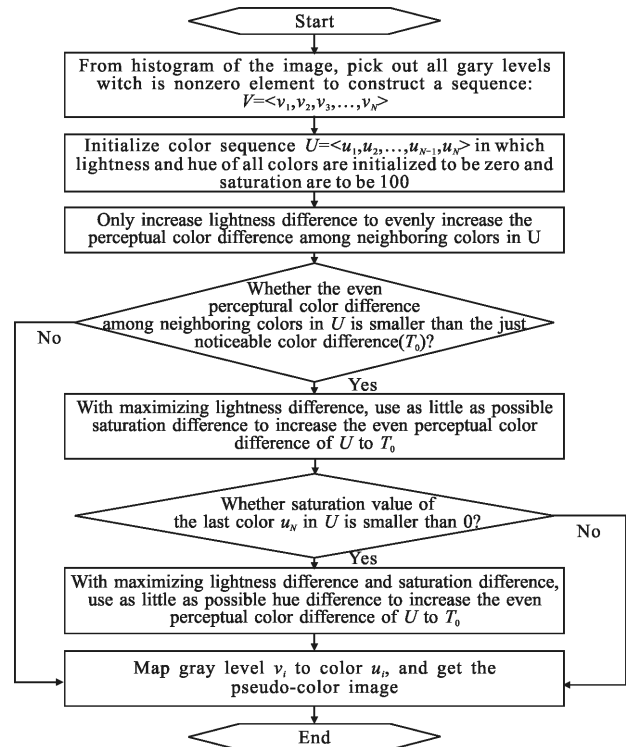 Start
From histogram of the image, pick out all gary levels
witch is nonzero element to construct a sequence:
V=<v₁,v₂,v₃,...,v_N>
Initialize color sequence U=<u₁,u₂,...,u_N-1,u_N> in which
lightness and hue of all colors are initialized to be zero and
saturation are to be 100
Only increase lightness difference to evenly increase the
perceptual color difference among neighboring colors in U
Whether the even
perceptural color difference
among neighboring colors in U is smaller than the just
noticeable color difference(T₀)?
No
Yes
With maximizing lightness difference, use as little as possible
saturation difference to increase the even perceptual color
difference of U to T₀
Whether saturation value of
the last color u_N in U is smaller than 0?
No
Yes
With maximizing lightness difference and saturation difference,
use as little as possible hue difference to increase the even
perceptual color difference of U to T₀
Map gray level v_i to color u_i, and get the
pseudo-color image
End